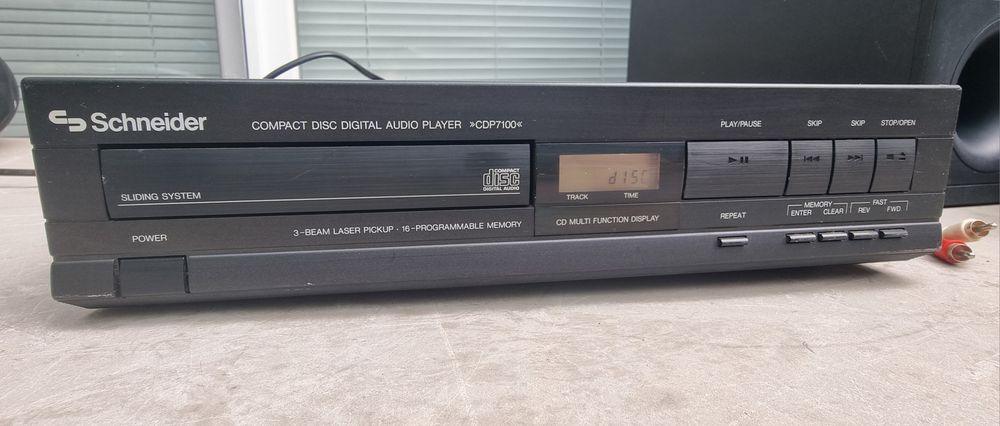 Schneider
COMPACT DISC DIGITAL AUDIO PLAYER »CDP7100«
PLAY/PAUSE SKIP SKIP STOP/OPEN
COMPACT
disc
DIGITAL AUDIO
SLIDING SYSTEM
dISC
TRACK TIME
CD MULTI FUNCTION DISPLAY
POWER
3-BEAM LASER PICKUP · 16-PROGRAMMABLE MEMORY
REPEAT
MEMORY FAST
ENTER CLEAR REV FWD